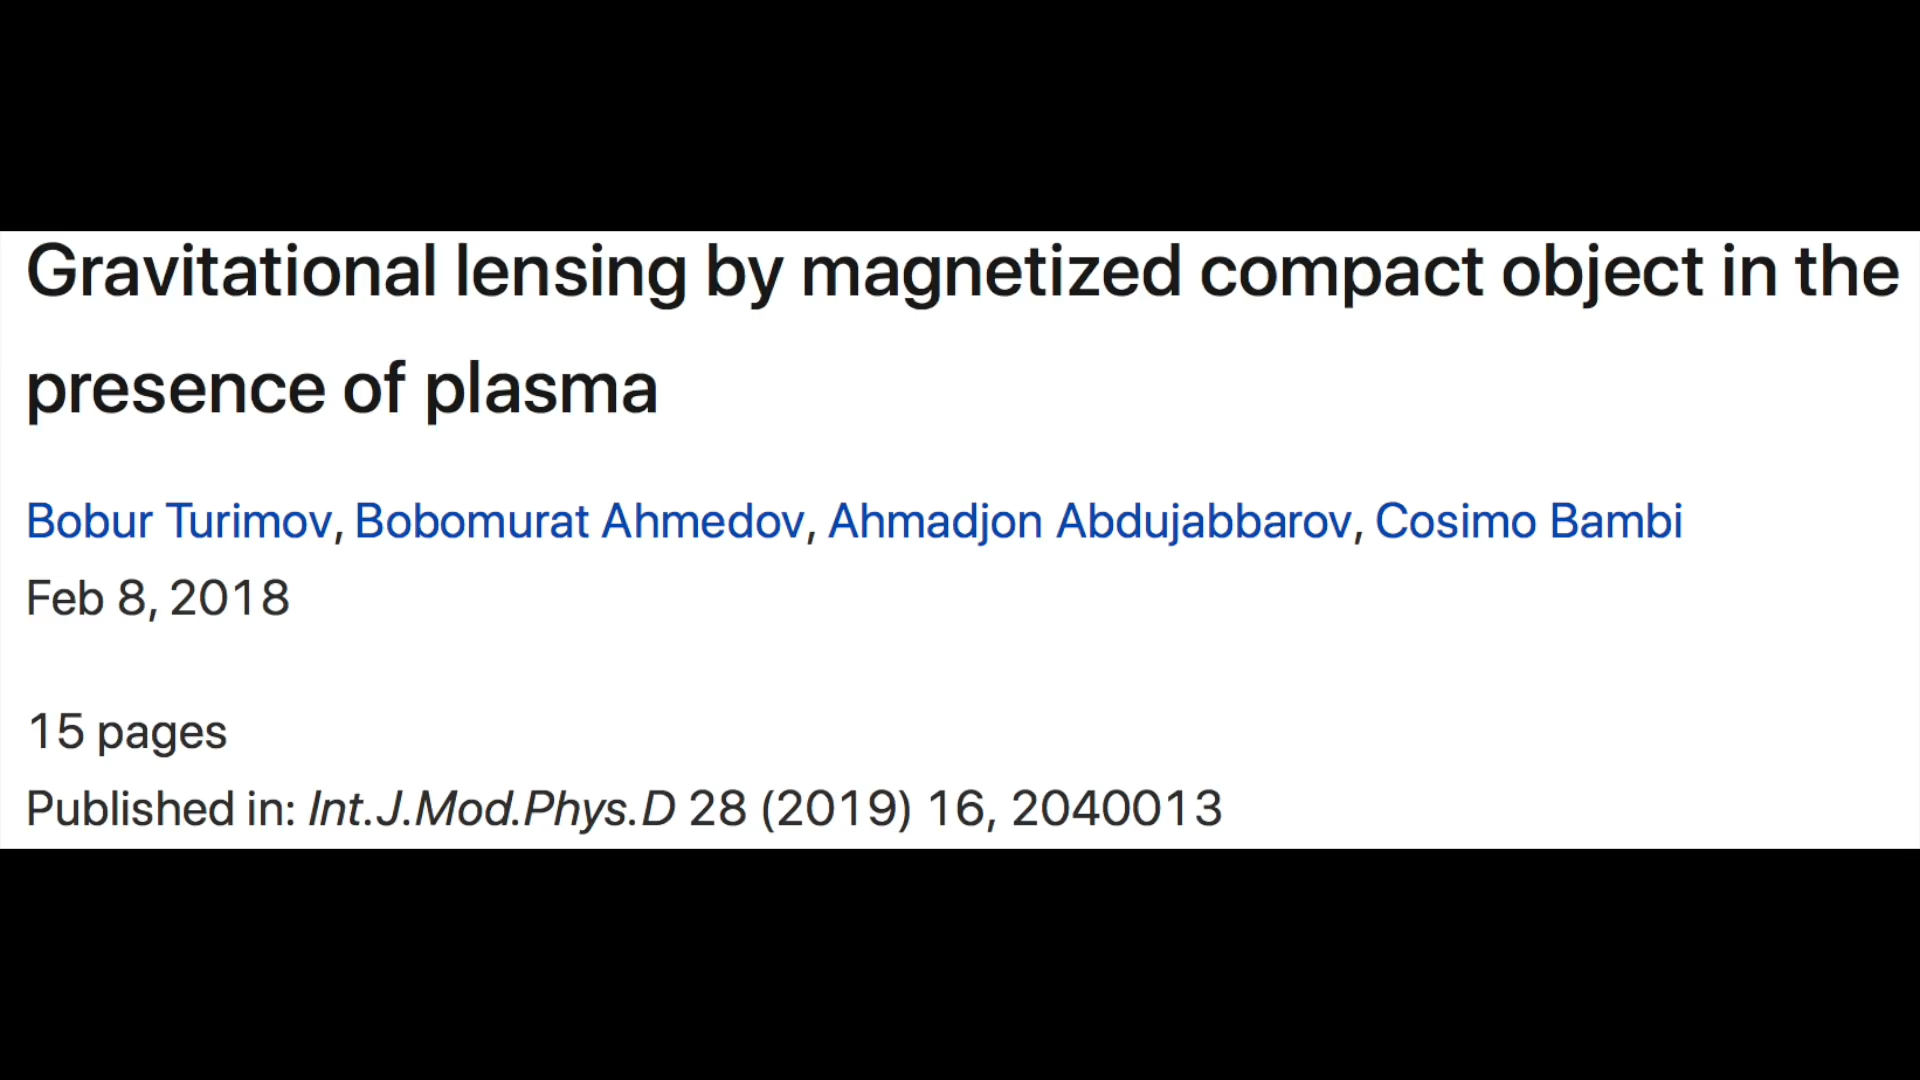 Gravitational lensing by magnetized compact object in the
presence of plasma
Bobur Turimov, Bobomurat Ahmedov, Ahmadjon Abdujabbarov, Cosimo Bambi
Feb 8, 2018
15 pages
Published in: Int.J.Mod.Phys.D 28 (2019) 16, 2040013